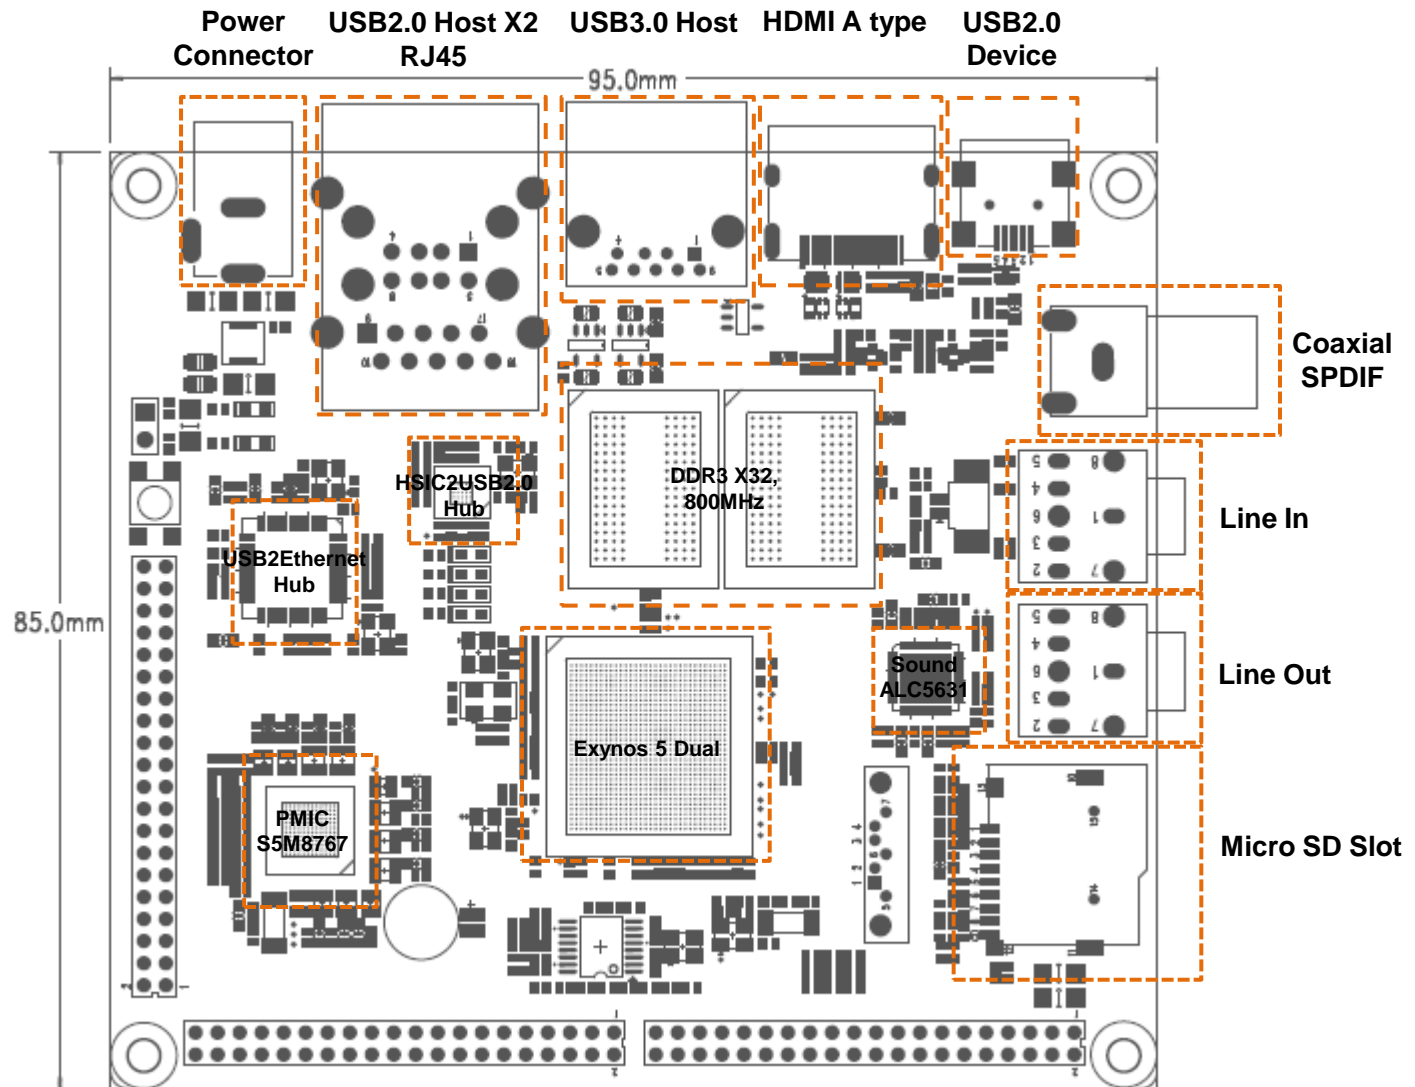 Power
Connector
USB2.0 Host X2
RJ45
USB3.0 Host
HDMI A type
USB2.0
Device
95.0mm
85.0mm
Coaxial
SPDIF
HSIC2USB2.0
Hub
DDR3 X32,
800MHz
Line In
USB2Ethernet
Hub
Line Out
Sound
ALC5631
Exynos 5 Dual
PMIC
S5M8767
Micro SD Slot